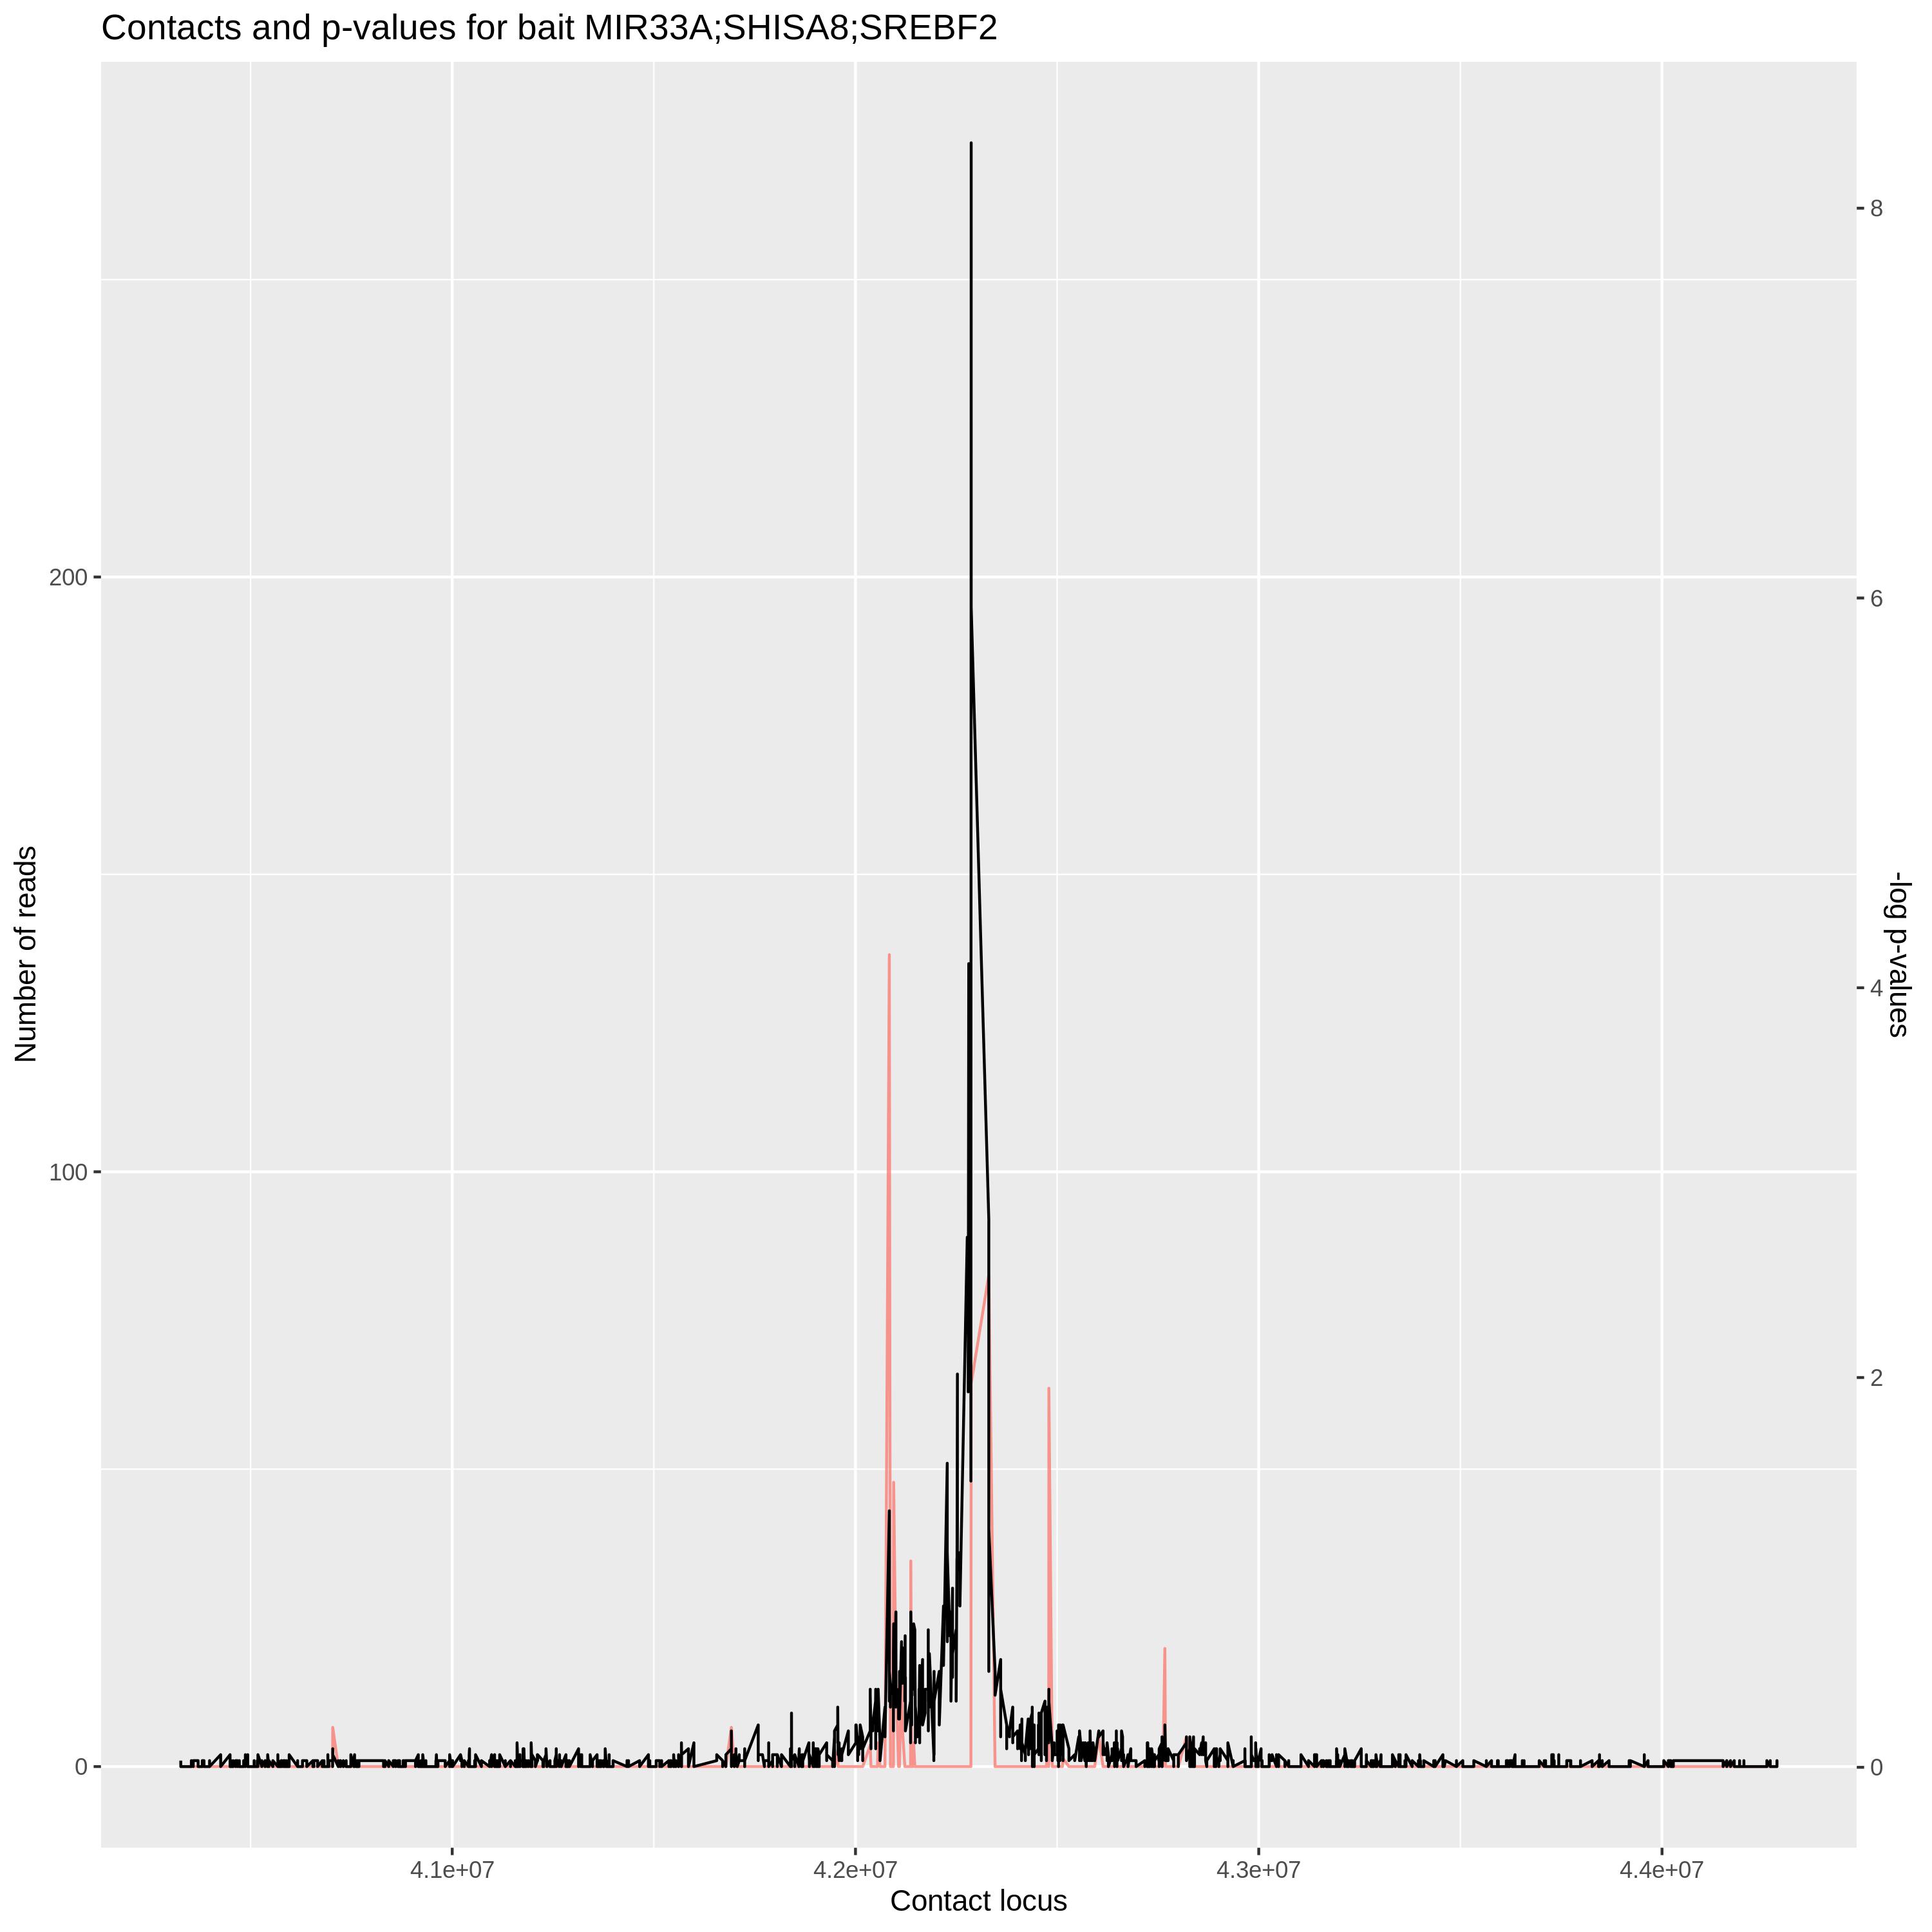 Contacts and p-values for bait MIR33A;SHISA8;SREBF2
Number of reads
200
100
0
8
6
4
2
0
-log p-values
4.1e+07
4.2e+07
4.3e+07
4.4e+07
Contact locus